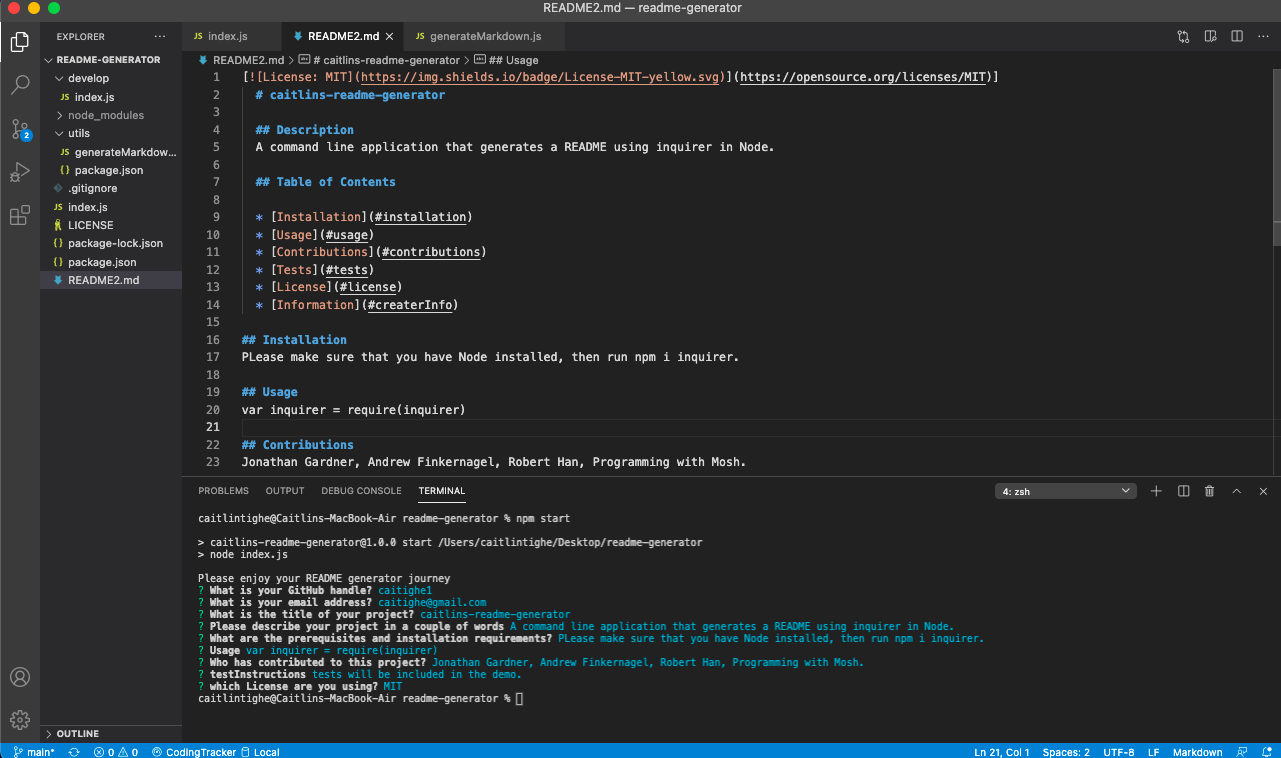 README2.md — readme-generator
EXPLORER
···
JS index.js
README2.md ×
JS generateMarkdown.js
···
README-GENERATOR
develop
JS index.js
node_modules
utils
JS generateMarkdow...
{} package.json
.gitignore
JS index.js
LICENSE
{} package-lock.json
{} package.json
README2.md
OUTLINE
2
README2.md > # caitlins-readme-generator > ## Usage
1 [![License: MIT](https://img.shields.io/badge/License-MIT-yellow.svg)](https://opensource.org/licenses/MIT)]
2 # caitlins-readme-generator
3
4 ## Description
5 A command line application that generates a README using inquirer in Node.
6
7 ## Table of Contents
8
9 * [Installation](#installation)
10 * [Usage](#usage)
11 * [Contributions](#contributions)
12 * [Tests](#tests)
13 * [License](#license)
14 * [Information](#createrInfo)
15
16 ## Installation
17 PLease make sure that you have Node installed, then run npm i inquirer.
18
19 ## Usage
20 var inquirer = require(inquirer)
21
22 ## Contributions
23 Jonathan Gardner, Andrew Finkernagel, Robert Han, Programming with Mosh.
PROBLEMS OUTPUT DEBUG CONSOLE TERMINAL
4: zsh
caitlintighe@Caitlins-MacBook-Air readme-generator % npm start
> caitlins-readme-generator@1.0.0 start /Users/caitlintighe/Desktop/readme-generator
> node index.js
Please enjoy your README generator journey
? What is your GitHub handle? caitighe1
? What is your email address? caitighe@gmail.com
? What is the title of your project? caitlins-readme-generator
? Please describe your project in a couple of words A command line application that generates a README using inquirer in Node.
? What are the prerequisites and installation requirements? PLease make sure that you have Node installed, then run npm i inquirer.
? Usage var inquirer = require(inquirer)
? Who has contributed to this project? Jonathan Gardner, Andrew Finkernagel, Robert Han, Programming with Mosh.
? testInstructions tests will be included in the demo.
? which License are you using? MIT
caitlintighe@Caitlins-MacBook-Air readme-generator %
main* 0 0 CodingTracker Local
Ln 21, Col 1 Spaces: 2 UTF-8 LF Markdown